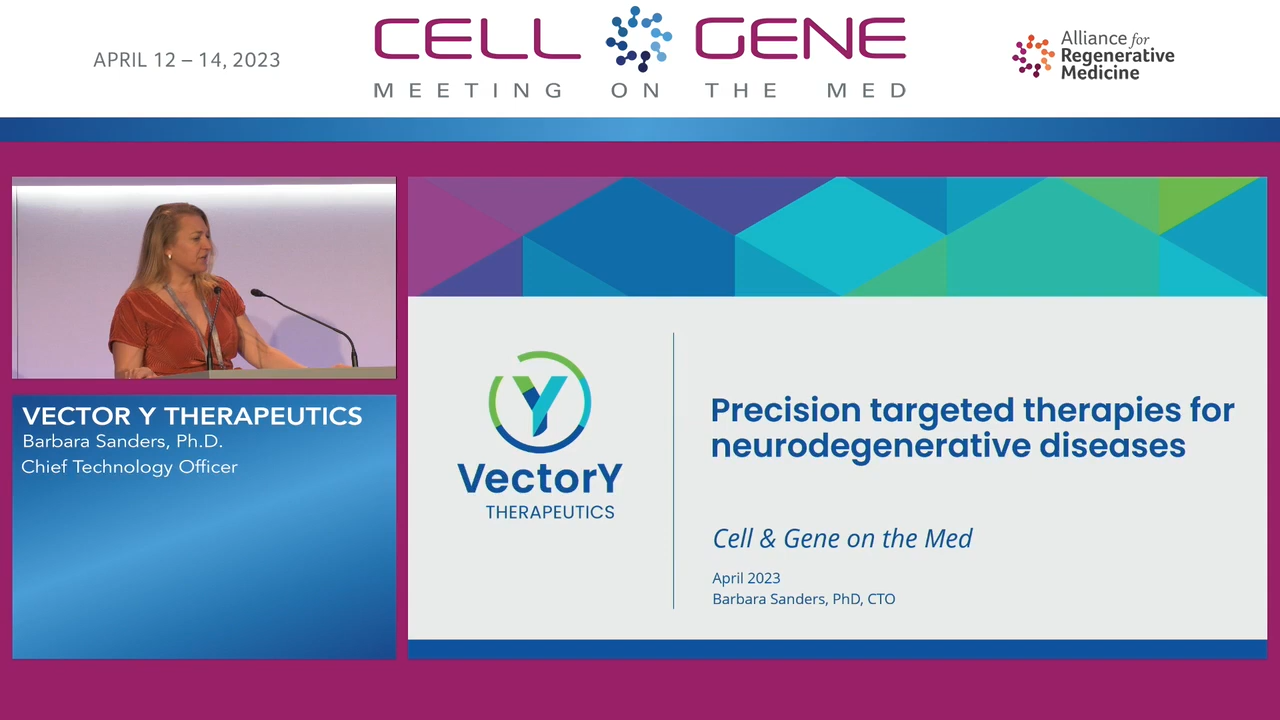 APRIL 12 – 14, 2023
CELL GENE
MEETING ON THE MED
Alliance for
Regenerative
Medicine
VECTOR Y THERAPEUTICS
Barbara Sanders, Ph.D.
Chief Technology Officer
Y
VectorY
THERAPEUTICS
Precision targeted therapies for
neurodegenerative diseases
Cell & Gene on the Med
April 2023
Barbara Sanders, PhD, CTO